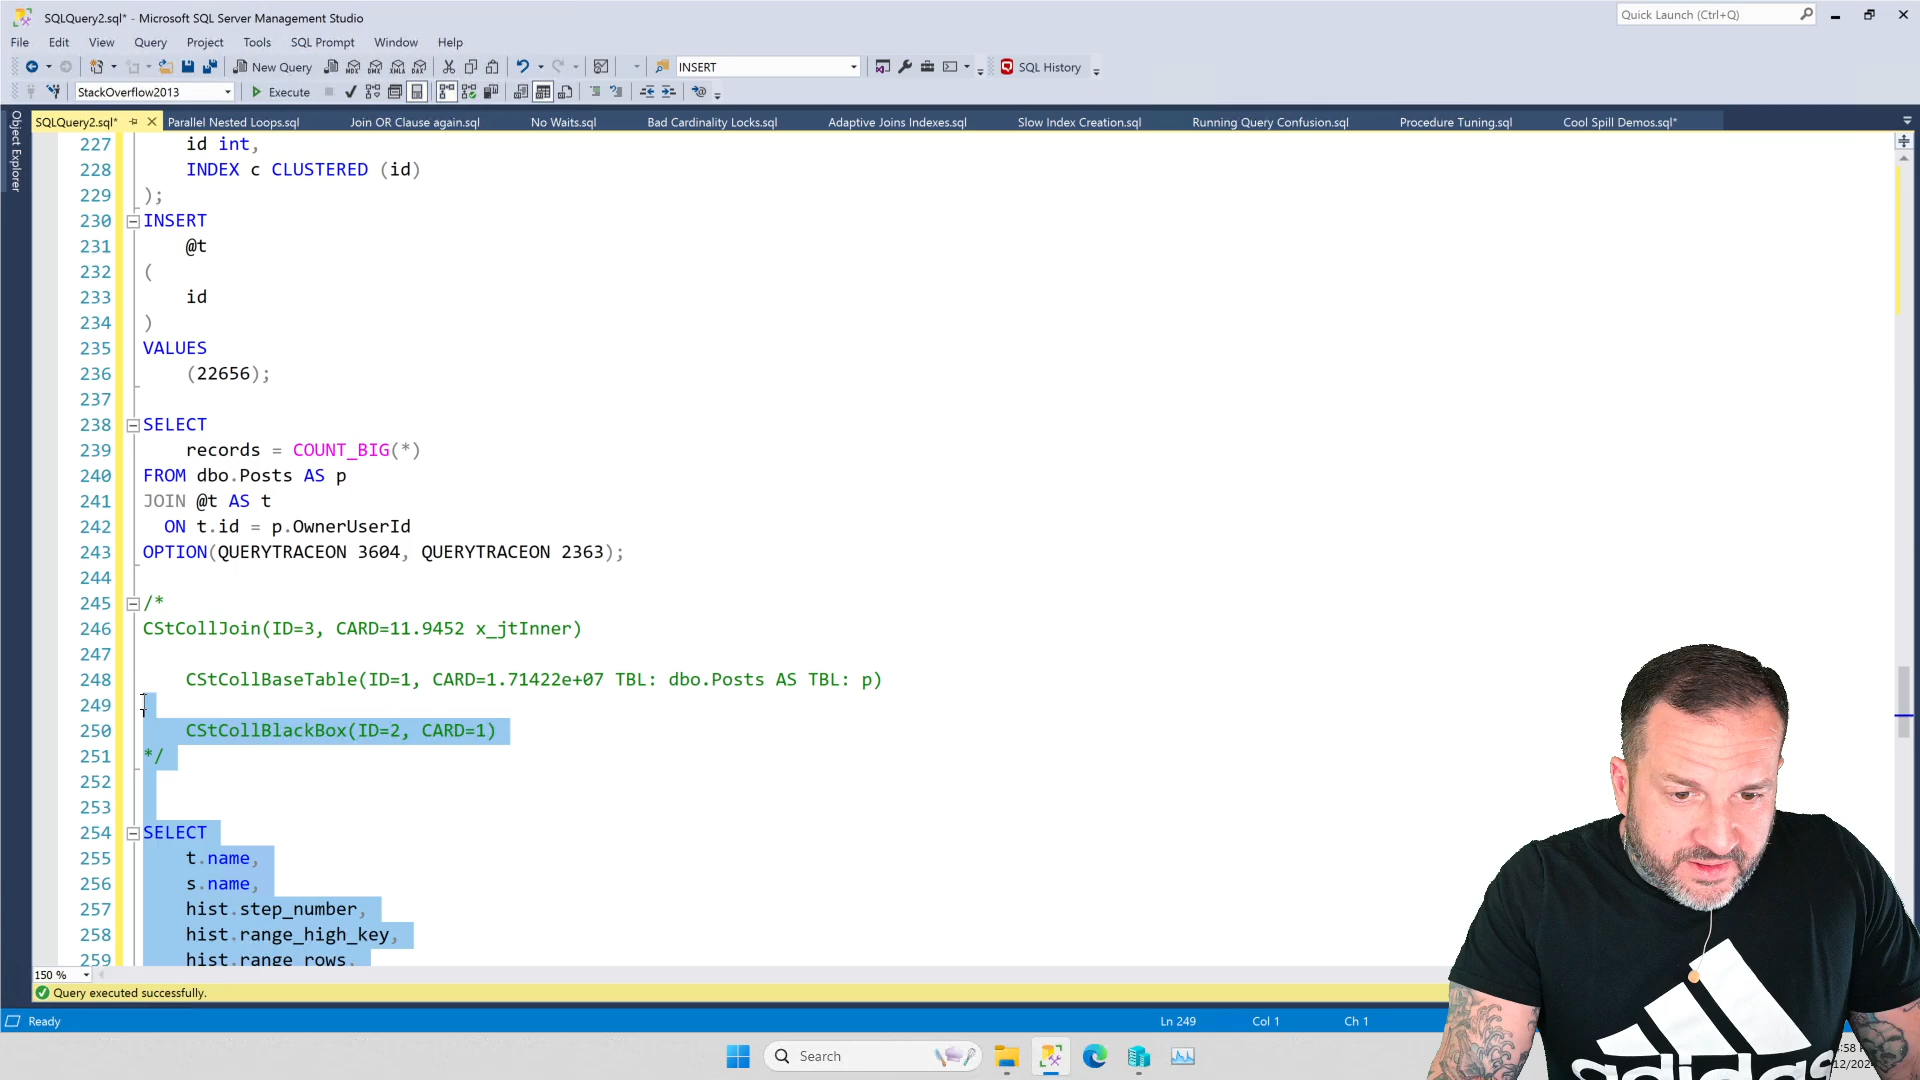 SQLQuery2.sql* - Microsoft SQL Server Management Studio
Quick Launch (Ctrl+Q)
File Edit View Query Project Tools SQL Prompt Window Help
New Query
MDX DMX XMLA DAX
INSERT
SQL History
StackOverflow2013
Execute
SQLQuery2.sql* Parallel Nested Loops.sql Join OR Clause again.sql No Waits.sql Bad Cardinality Locks.sql Adaptive Joins Indexes.sql Slow Index Creation.sql Running Query Confusion.sql Procedure Tuning.sql Cool Spill Demos.sql*
Object Explorer
227 id int,
228 INDEX c CLUSTERED (id)
229 );
230 INSERT
231 @t
232 (
233 id
234 )
235 VALUES
236 (22656);
237
238 SELECT
239 records = COUNT_BIG(*)
240 FROM dbo.Posts AS p
241 JOIN @t AS t
242 ON t.id = p.OwnerUserId
243 OPTION(QUERYTRACEON 3604, QUERYTRACEON 2363);
244
245 /*
246 CStCollJoin(ID=3, CARD=11.9452 x_jtInner)
247
248 CStCollBaseTable(ID=1, CARD=1.71422e+07 TBL: dbo.Posts AS TBL: p)
249
250 CStCollBlackBox(ID=2, CARD=1)
251 */
252
253
254 SELECT
255 t.name,
256 s.name,
257 hist.step_number,
258 hist.range_high_key,
259 hist.range_rows,
150 %
Query executed successfully.
Ready
Ln 249 Col 1 Ch 1
Search
adidas